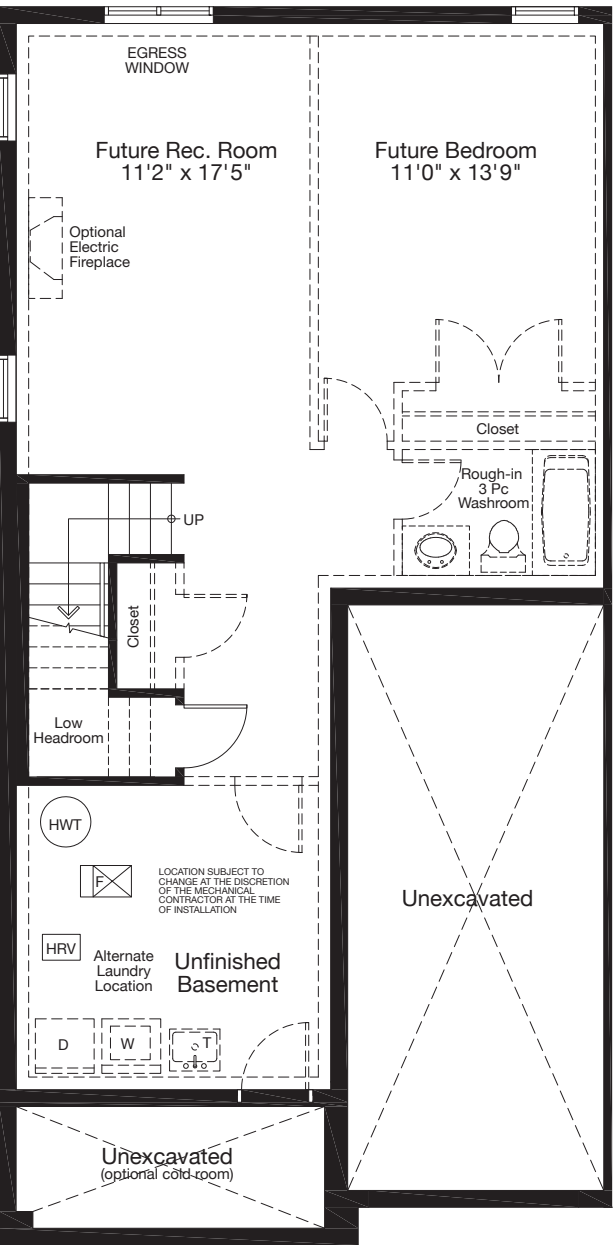 EGRESS
WINDOW
Future Rec. Room
11'2" x 17'5"
Future Bedroom
11'0" x 13'9"
Optional
Electric
Fireplace
Closet
Rough-in
3 Pc
Washroom
UP
Closet
Low
Headroom
HWT
F
LOCATION SUBJECT TO
CHANGE AT THE DISCRETION
OF THE MECHANICAL
CONTRACTOR AT THE TIME
OF INSTALLATION
Unexcavated
HRV
Alternate
Laundry
Location
Unfinished
Basement
D
W
T
Unexcavated
(optional cold room)